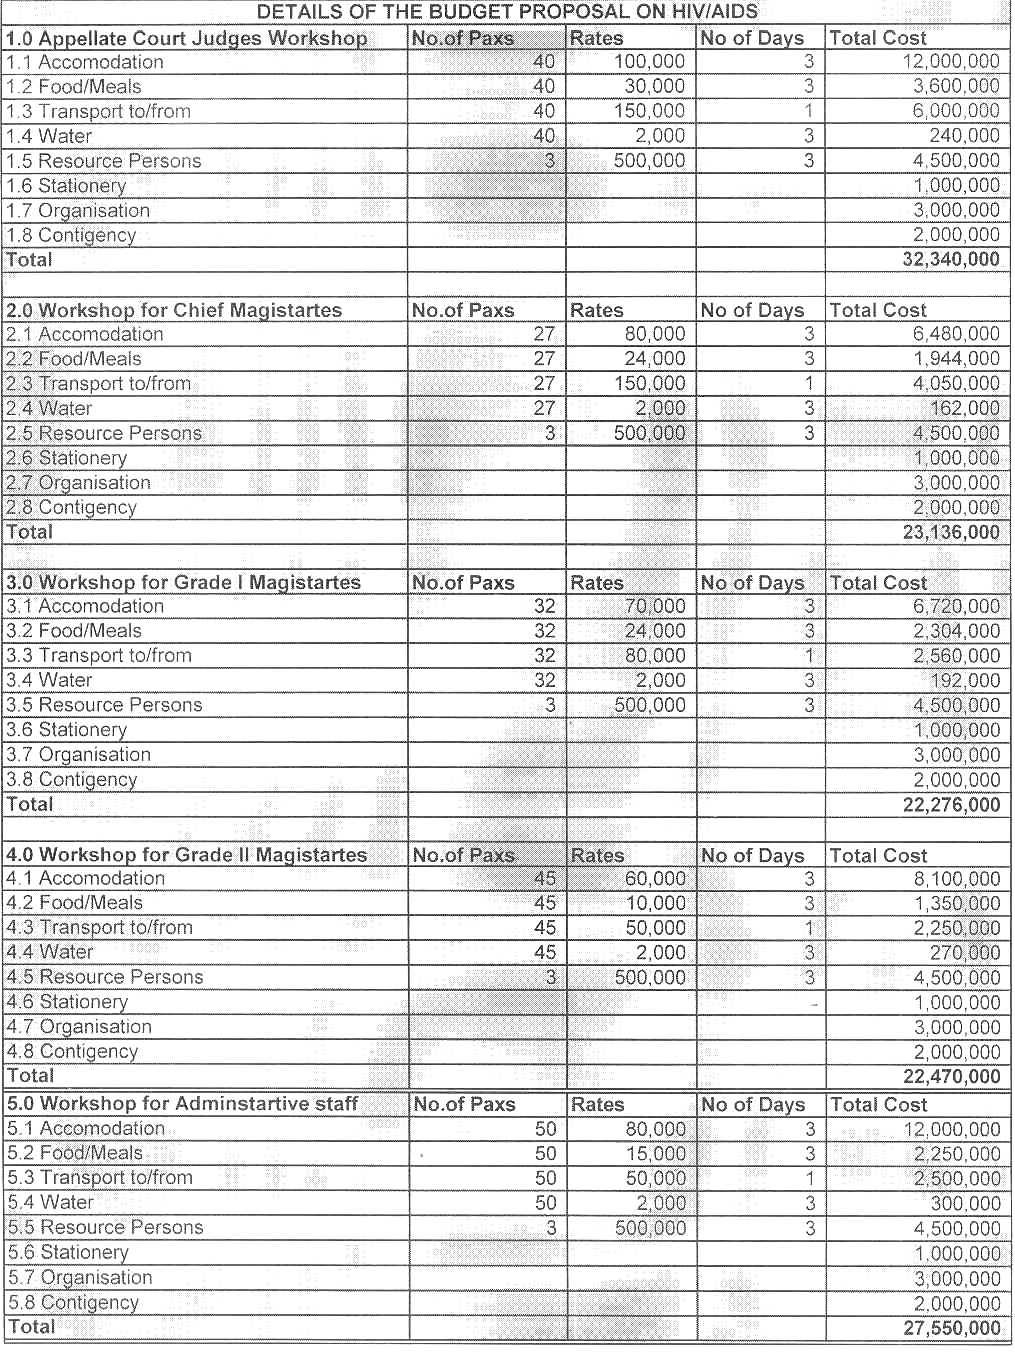 DETAILS OF THE BUDGET PROPOSAL ON HIV/AIDS
1.0 Appellate Court Judges Workshop No.of Paxs Rates No of Days Total Cost
1.1 Accomodation 40 100,000 3 12,000,000
1.2 Food/Meals 40 30,000 3 3,600,000
1.3 Transport to/from 40 150,000 1 6,000,000
1.4 Water 40 2,000 3 240,000
1.5 Resource Persons 3 500,000 3 4,500,000
1.6 Stationery 1,000,000
1.7 Organisation 3,000,000
1.8 Contigency 2,000,000
Total 32,340,000
2.0 Workshop for Chief Magistartes No.of Paxs Rates No of Days Total Cost
2.1 Accomodation 27 80,000 3 6,480,000
2.2 Food/Meals 27 24,000 3 1,944,000
2.3 Transport to/from 27 150,000 1 4,050,000
2.4 Water 27 2,000 3 162,000
2.5 Resource Persons 3 500,000 3 4,500,000
2.6 Stationery 1,000,000
2.7 Organisation 3,000,000
2.8 Contigency 2,000,000
Total 23,136,000
3.0 Workshop for Grade I Magistartes No.of Paxs Rates No of Days Total Cost
3.1 Accomodation 32 70,000 3 6,720,000
3.2 Food/Meals 32 24,000 3 2,304,000
3.3 Transport to/from 32 80,000 1 2,560,000
3.4 Water 32 2,000 3 192,000
3.5 Resource Persons 3 500,000 3 4,500,000
3.6 Stationery 1,000,000
3.7 Organisation 3,000,000
3.8 Contigency 2,000,000
Total 22,276,000
4.0 Workshop for Grade II Magistartes No.of Paxs Rates No of Days Total Cost
4.1 Accomodation 45 60,000 3 8,100,000
4.2 Food/Meals 45 10,000 3 1,350,000
4.3 Transport to/from 45 50,000 1 2,250,000
4.4 Water 45 2,000 3 270,000
4.5 Resource Persons 3 500,000 3 4,500,000
4.6 Stationery 1,000,000
4.7 Organisation 3,000,000
4.8 Contigency 2,000,000
Total 22,470,000
5.0 Workshop for Adminstartive staff No.of Paxs Rates No of Days Total Cost
5.1 Accomodation 50 80,000 3 12,000,000
5.2 Food/Meals 50 15,000 3 2,250,000
5.3 Transport to/from 50 50,000 1 2,500,000
5.4 Water 50 2,000 3 300,000
5.5 Resource Persons 3 500,000 3 4,500,000
5.6 Stationery 1,000,000
5.7 Organisation 3,000,000
5.8 Contigency 2,000,000
Total 27,550,000